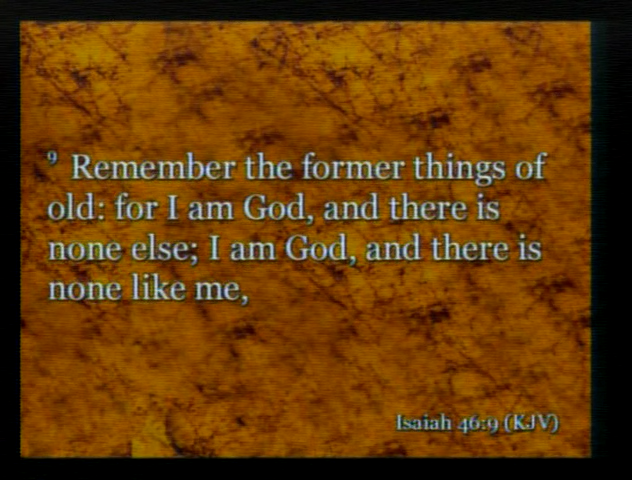 9 Remember the former things of
old: for I am God, and there is
none else; I am God, and there is
none like me,
Isaiah 46:9 (KJV)